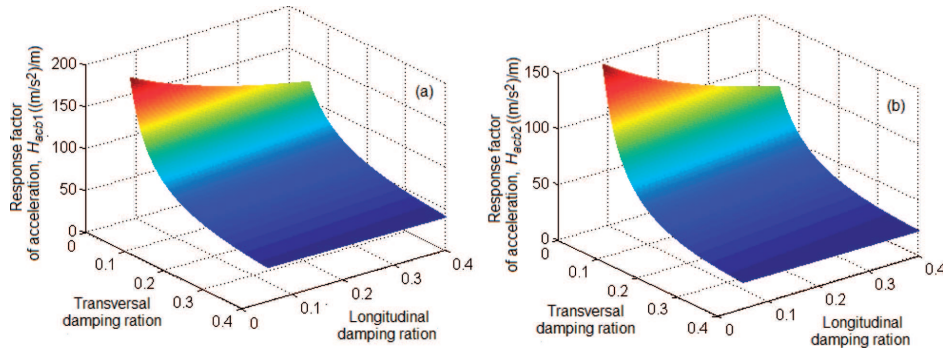 Response factor
of acceleration, Hacb1((m/s²)/m)
200
150
100
50
0
(a)
0
0.1
0.2
0.3
0.4
Transversal
damping ration
0
0.1
0.2
0.3
0.4
Longitudinal
damping ration
Response factor
of acceleration, Hacb2((m/s²)/m)
150
100
50
0
(b)
0
0.1
0.2
0.3
0.4
Transversal
damping ration
0
0.1
0.2
0.3
0.4
Longitudinal
damping ration